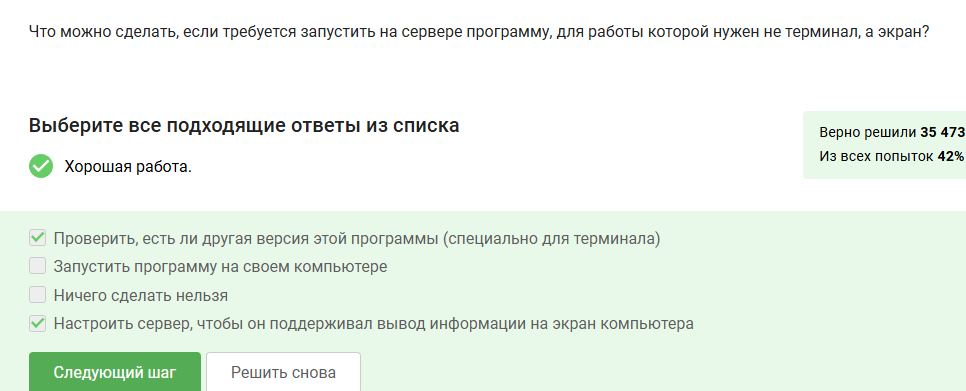 Что можно сделать, если требуется запустить на сервере программу, для работы которой нужен не терминал, а экран?
Выберите все подходящие ответы из списка
Верно решили 35 473
Из всех попыток 42%
Хорошая работа.
Проверить, есть ли другая версия этой программы (специально для терминала)
Запустить программу на своем компьютере
Ничего сделать нельзя
Настроить сервер, чтобы он поддерживал вывод информации на экран компьютера
Следующий шаг
Решить снова